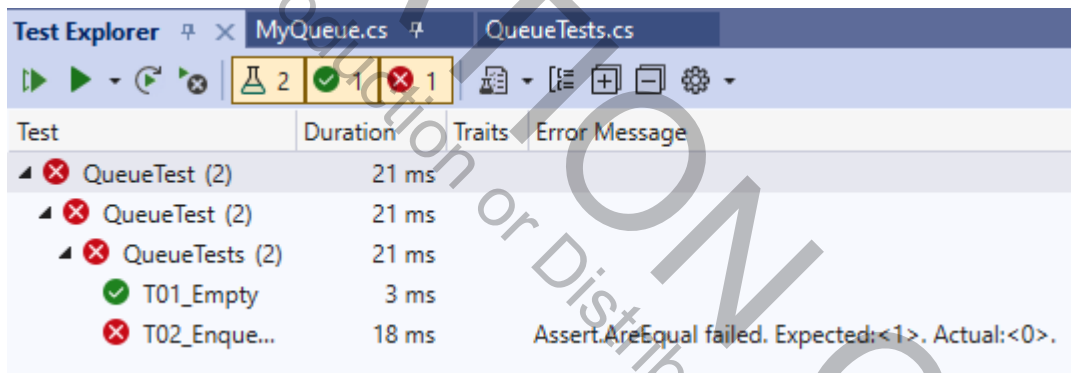 Test Explorer MyQueue.cs QueueTests.cs
2 1 1
Test Duration Traits Error Message
QueueTest (2) 21 ms
QueueTest (2) 21 ms
QueueTests (2) 21 ms
T01_Empty 3 ms
T02_Enque... 18 ms Assert.AreEqual failed. Expected:<1>. Actual:<0>.
TION
or